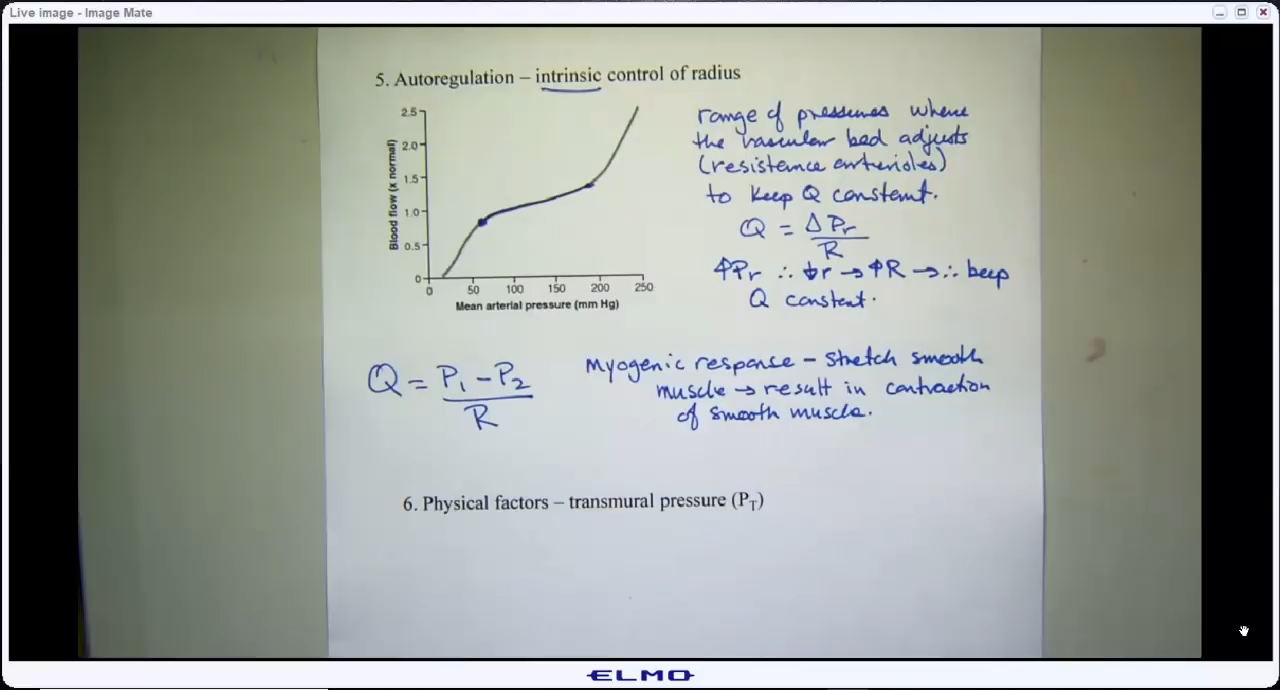 Live image - Image Mate
5. Autoregulation – intrinsic control of radius
2.5
2.0
1.5
1.0
0.5
0
Blood flow (x normal)
0 50 100 150 200 250
Mean arterial pressure (mm Hg)
range of pressures where
the vascular bed adjusts
(resistance arterioles)
to keep Q constant.
Q = Δ Pr
R
↑Pr ∴ ↓r → ↑R → ∴ keep
Q constant.
Q = P₁ – P₂
R
Myogenic response – stretch smooth
muscle → result in contraction
of smooth muscle.
6. Physical factors – transmural pressure (P_T)
ELMO